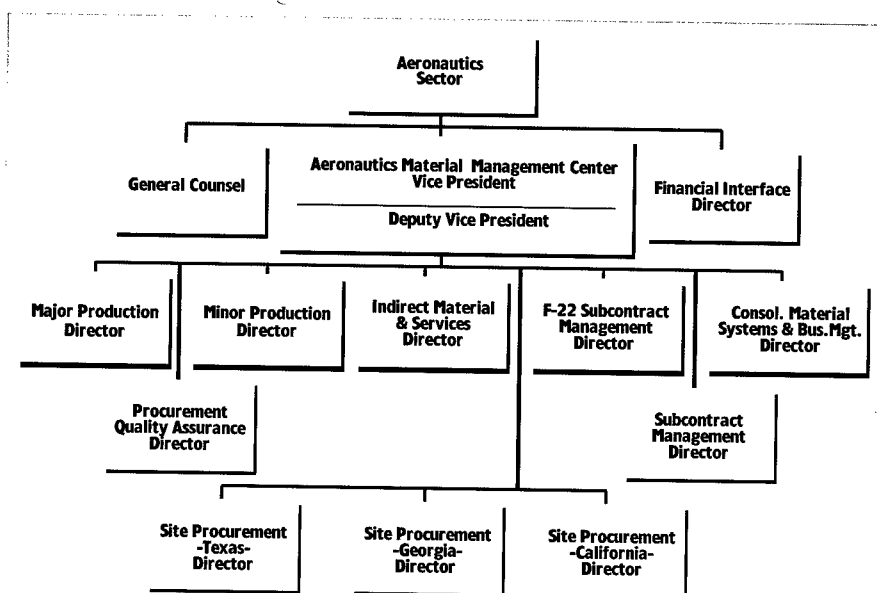 Aeronautics
Sector
General Counsel
Aeronautics Material Management Center
Vice President
Deputy Vice President
Financial Interface
Director
Major Production
Director
Minor Production
Director
Indirect Material
& Services
Director
F-22 Subcontract
Management
Director
Consol. Material
Systems & Bus.Mgt.
Director
Procurement
Quality Assurance
Director
Subcontract
Management
Director
Site Procurement
-Texas-
Director
Site Procurement
-Georgia-
Director
Site Procurement
-California-
Director